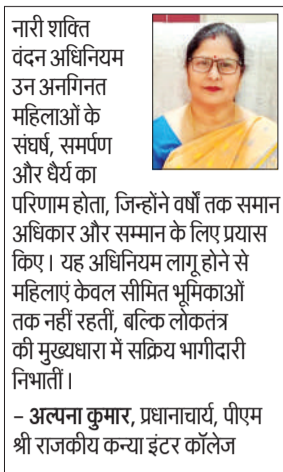 नारी शक्ति
वंदन अधिनियम
उन अनगिनत
महिलाओं के
संघर्ष, समर्पण
और धैर्य का
परिणाम होता, जिन्होंने वर्षों तक समान
अधिकार और सम्मान के लिए प्रयास
किए। यह अधिनियम लागू होने से
महिलाएं केवल सीमित भूमिकाओं
तक नहीं रहतीं, बल्कि लोकतंत्र
की मुख्यधारा में सक्रिय भागीदारी
निभातीं।
– अल्पना कुमार, प्रधानाचार्य, पीएम
श्री राजकीय कन्या इंटर कॉलेज